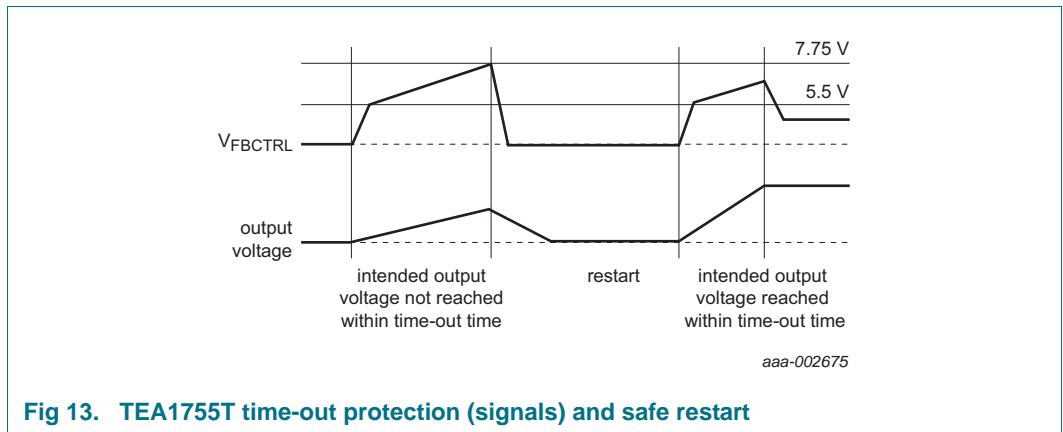 7.75 V
5.5 V
VFBCTRL
output
voltage
intended output
voltage not reached
within time-out time
restart
intended output
voltage reached
within time-out time
aaa-002675
Fig 13. TEA1755T time-out protection (signals) and safe restart